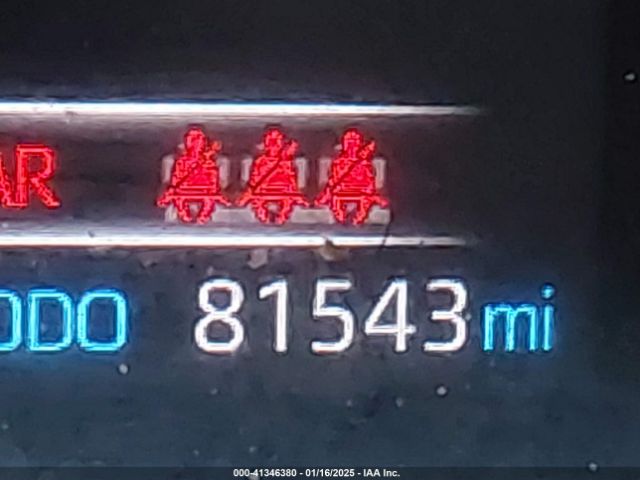 AR
ODO 81543 mi
000-41346380 - 01/16/2025 - IAA Inc.